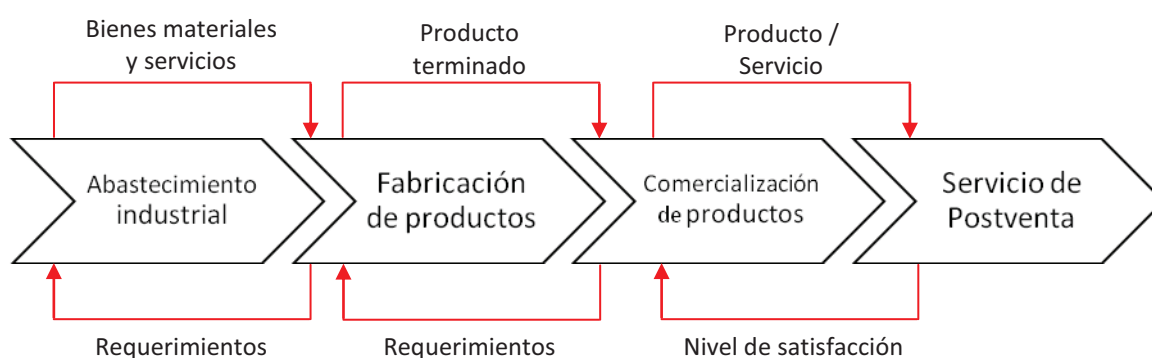 Bienes materiales
y servicios
Producto
terminado
Producto /
Servicio
Abastecimiento
industrial
Fabricación
de productos
Comercialización
de productos
Servicio de
Postventa
Requerimientos
Requerimientos
Nivel de satisfacción